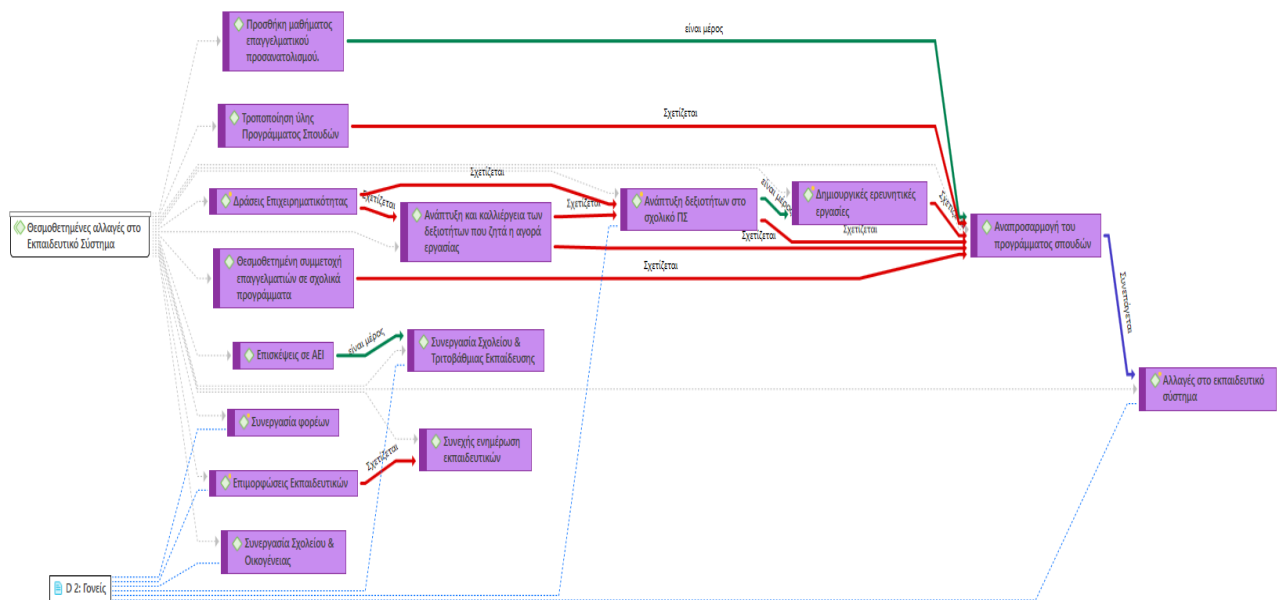 Προσθήκη μαθήματος
επαγγελματικού
προσανατολισμού.
είναι μέρος
Τροποποίηση ύλης
Προγράμματος Σπουδών
Σχετίζεται
Θεσμοθετημένες αλλαγές στο
Εκπαιδευτικό Σύστημα
Δράσεις Επιχειρηματικότητας
Σχετίζεται
Σχετίζεται
Ανάπτυξη και καλλιέργεια των
δεξιοτήτων που ζητά η αγορά
εργασίας
Σχετίζεται
Ανάπτυξη δεξιοτήτων στο
σχολικό ΠΣ
είναι μέρος
Δημιουργικές ερευνητικές
εργασίες
Σχετίζεται
Σχετίζεται
Σχετίζεται
Αναπροσαρμογή του
προγράμματος σπουδών
Θεσμοθετημένη συμμετοχή
επαγγελματιών σε σχολικά
προγράμματα
Σχετίζεται
Συνεπάγεται
Επισκέψεις σε ΑΕΙ
είναι μέρος
Συνεργασία Σχολείου &
Τριτοβάθμιας Εκπαίδευσης
Αλλαγές στο εκπαιδευτικό
σύστημα
Συνεργασία φορέων
Συνεχής ενημέρωση
εκπαιδευτικών
Επιμορφώσεις Εκπαιδευτικών
Σχετίζεται
Συνεργασία Σχολείου &
Οικογένειας
D 2: Γονείς